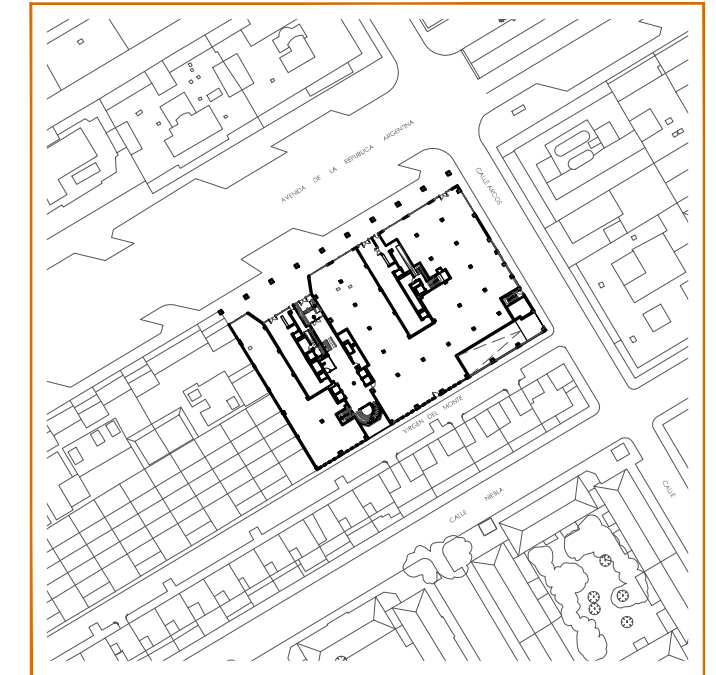 AVENIDA DE LA REPUBLICA ARGENTINA
CALLE ARCOS
VIRGEN DEL MONTE
CALLE NIEBLA
CALLE